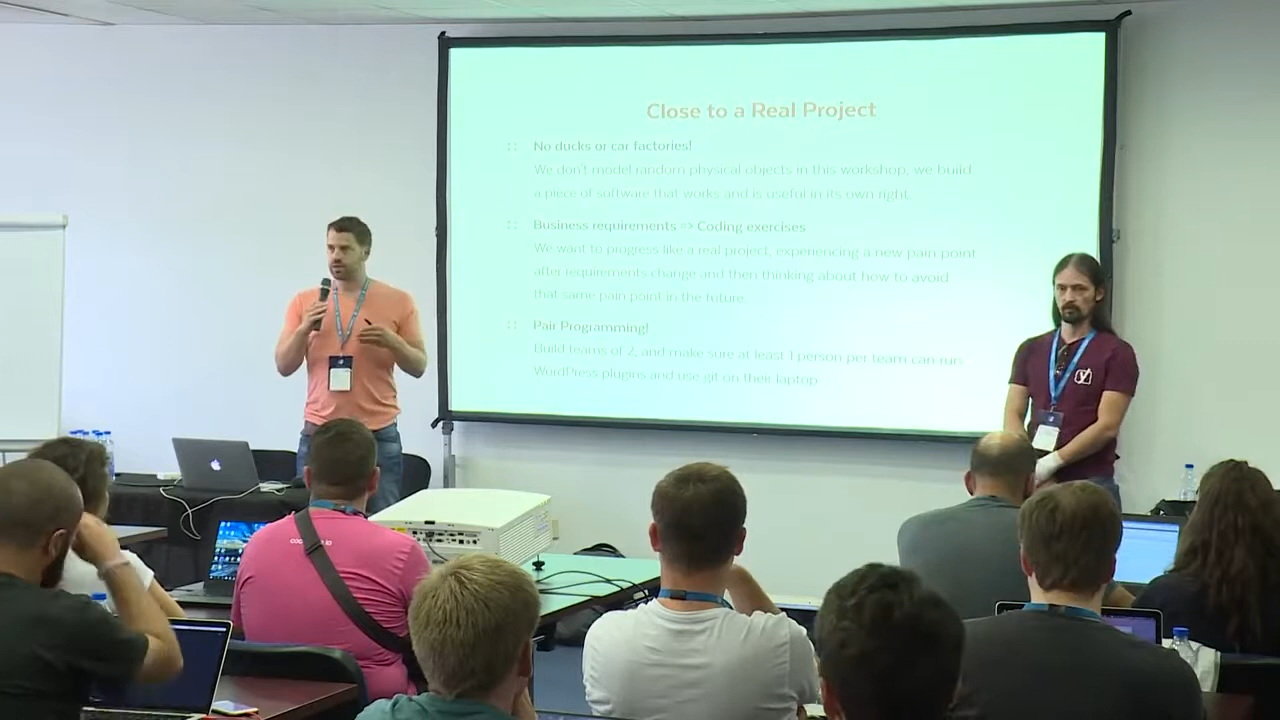 Close to a Real Project
No ducks or car factories!
We don't model random physical objects in this workshop, we build
a piece of software that works and is useful in its own right.
Business requirements => Coding exercises
We want to progress like a real project, experiencing a new pain point
after requirements change and then thinking about how to avoid
that same pain point in the future.
Pair Programming!
Build teams of 2, and make sure at least 1 person per team can run
WordPress plugins and use git on their laptop.